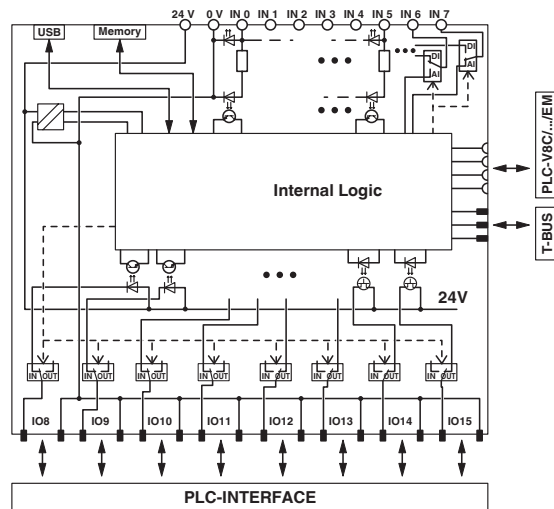 24 V 0 V IN 0 IN 1 IN 2 IN 3 IN 4 IN 5 IN 6 IN 7
USB Memory
DI DI
AI AI
PLC-V8C/.../EM
Internal Logic
T-BUS
24V
IN OUT IN OUT IN OUT IN OUT IN OUT IN OUT IN OUT IN OUT
IO8 IO9 IO10 IO11 IO12 IO13 IO14 IO15
PLC-INTERFACE